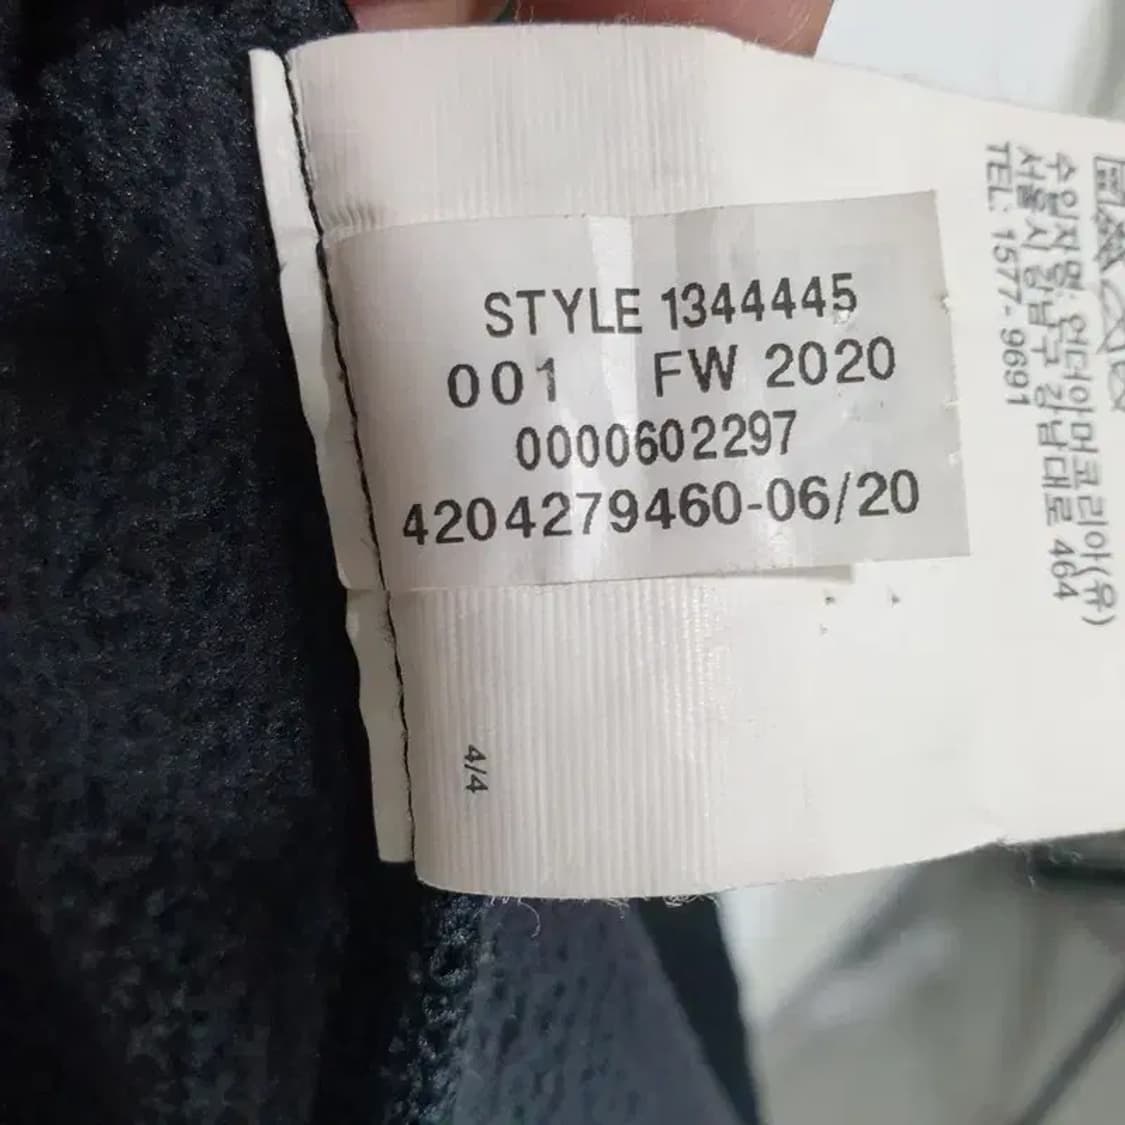 STYLE 1344445
001 FW 2020
0000602297
4204279460-06/20
4/4
수입자명: 언더아머코리아(유)
서울시 강남구 강남대로 464
TEL: 1577-9691